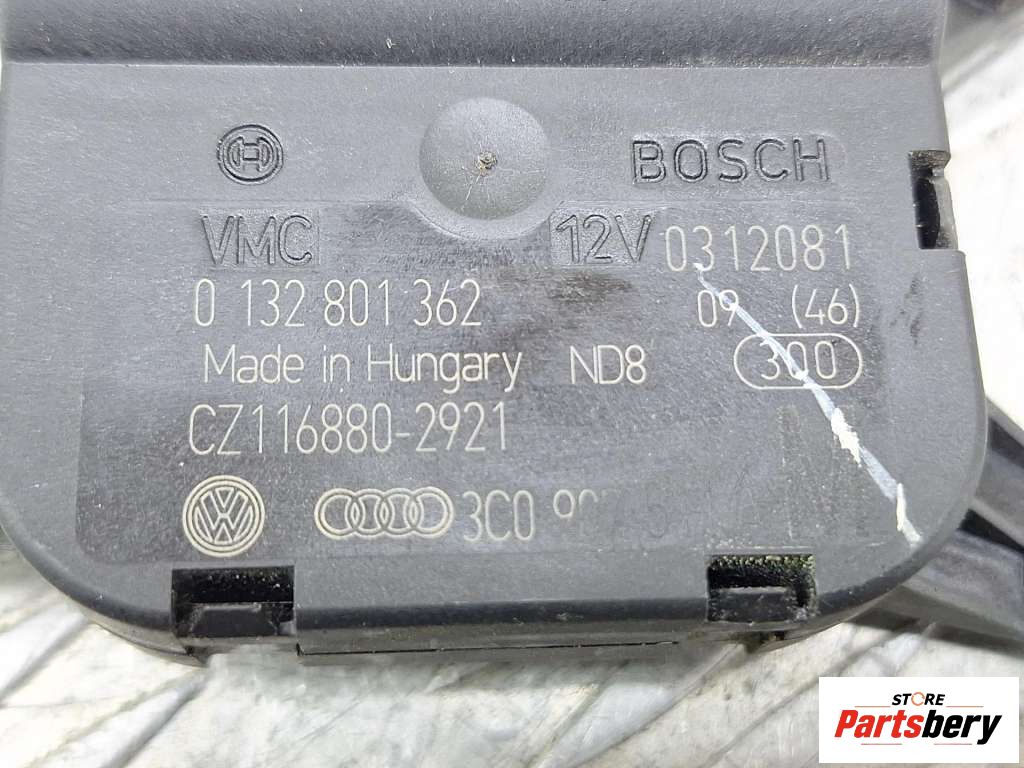 BOSCH
VMC 12V 0312081
0 132 801 362 09 (46)
Made in Hungary ND8 300
CZ116880-2921
VW 3C0
STORE
Partsbery